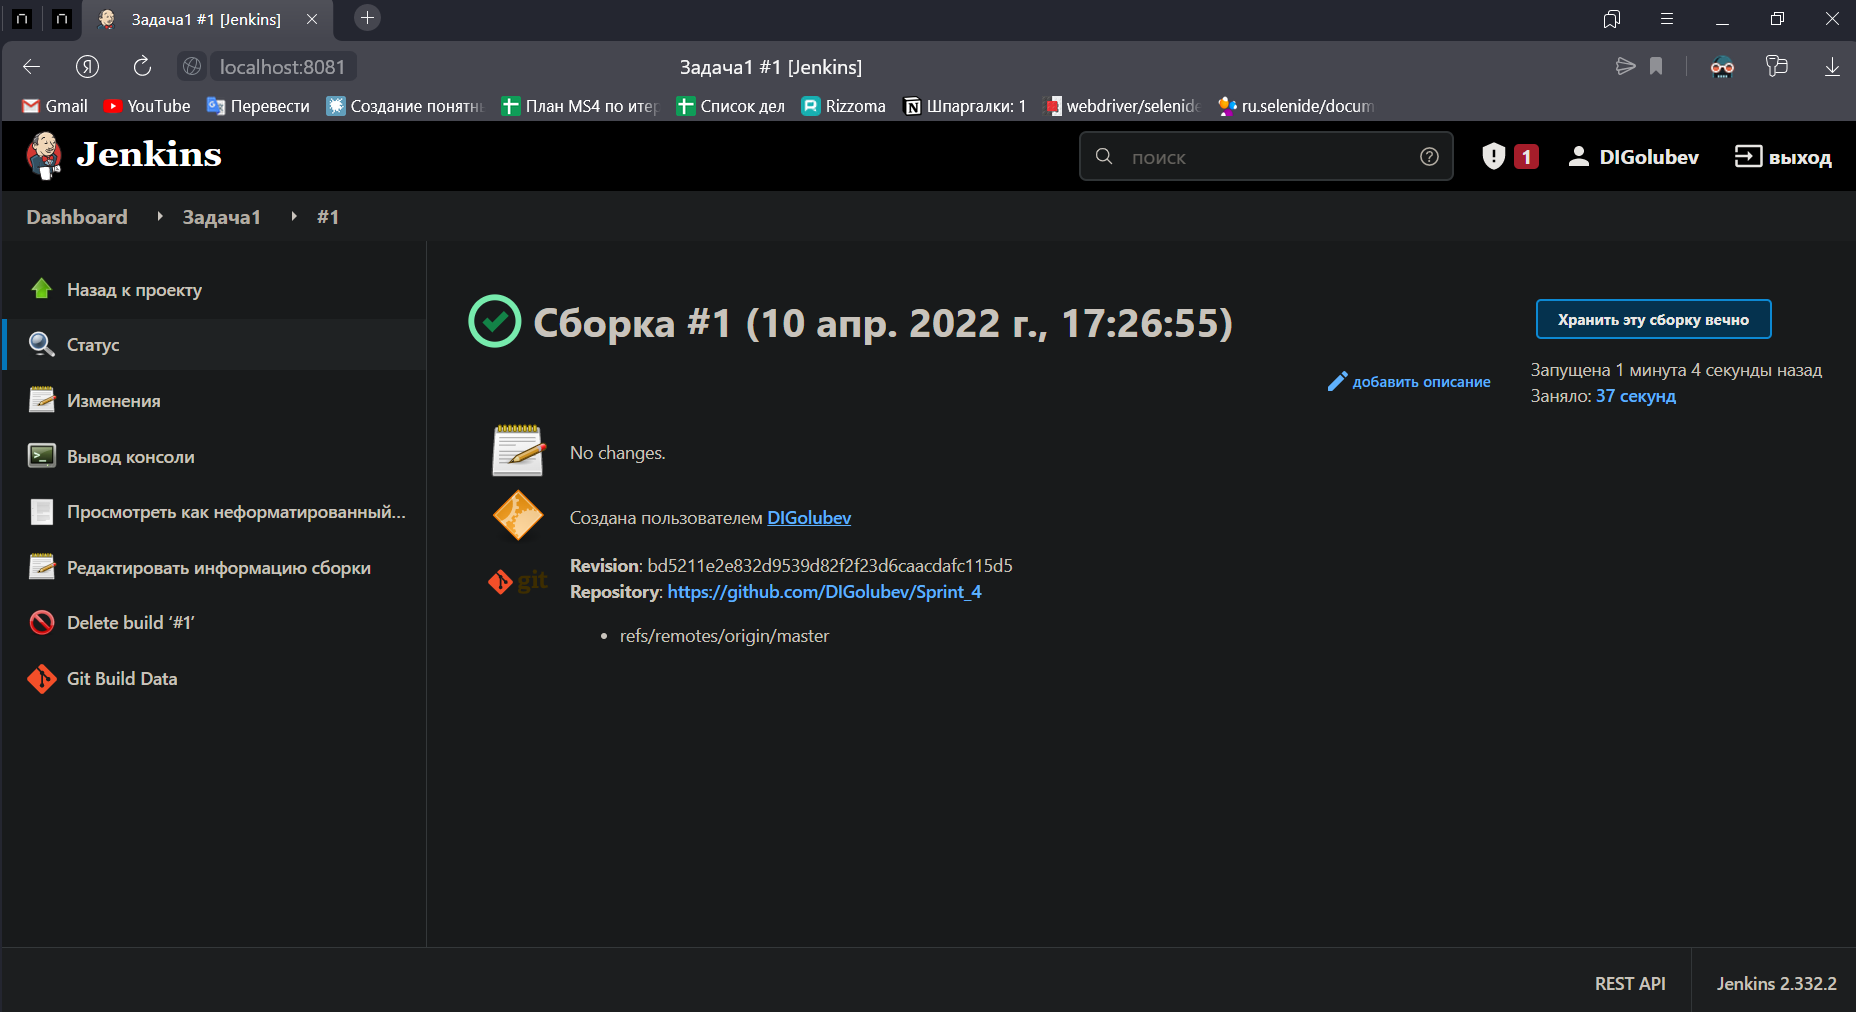 Задача1 #1 [Jenkins]
localhost:8081
Задача1 #1 [Jenkins]
Gmail
YouTube
Перевести
Создание понятн
План MS4 по итер
Список дел
Rizzoma
Шпаргалки: 1
webdriver/selenide
ru.selenide/docum
Jenkins
поиск
1
DIGolubev
выход
Dashboard
Задача1
#1
Назад к проекту
Статус
Изменения
Вывод консоли
Просмотреть как неформатированный...
Редактировать информацию сборки
Delete build ‘#1’
Git Build Data
Сборка #1 (10 апр. 2022 г., 17:26:55)
Хранить эту сборку вечно
добавить описание
Запущена 1 минута 4 секунды назад
Заняло: 37 секунд
No changes.
Создана пользователем DIGolubev
git
Revision: bd5211e2e832d9539d82f2f23d6caacdafc115d5
Repository: https://github.com/DIGolubev/Sprint_4
refs/remotes/origin/master
REST API
Jenkins 2.332.2